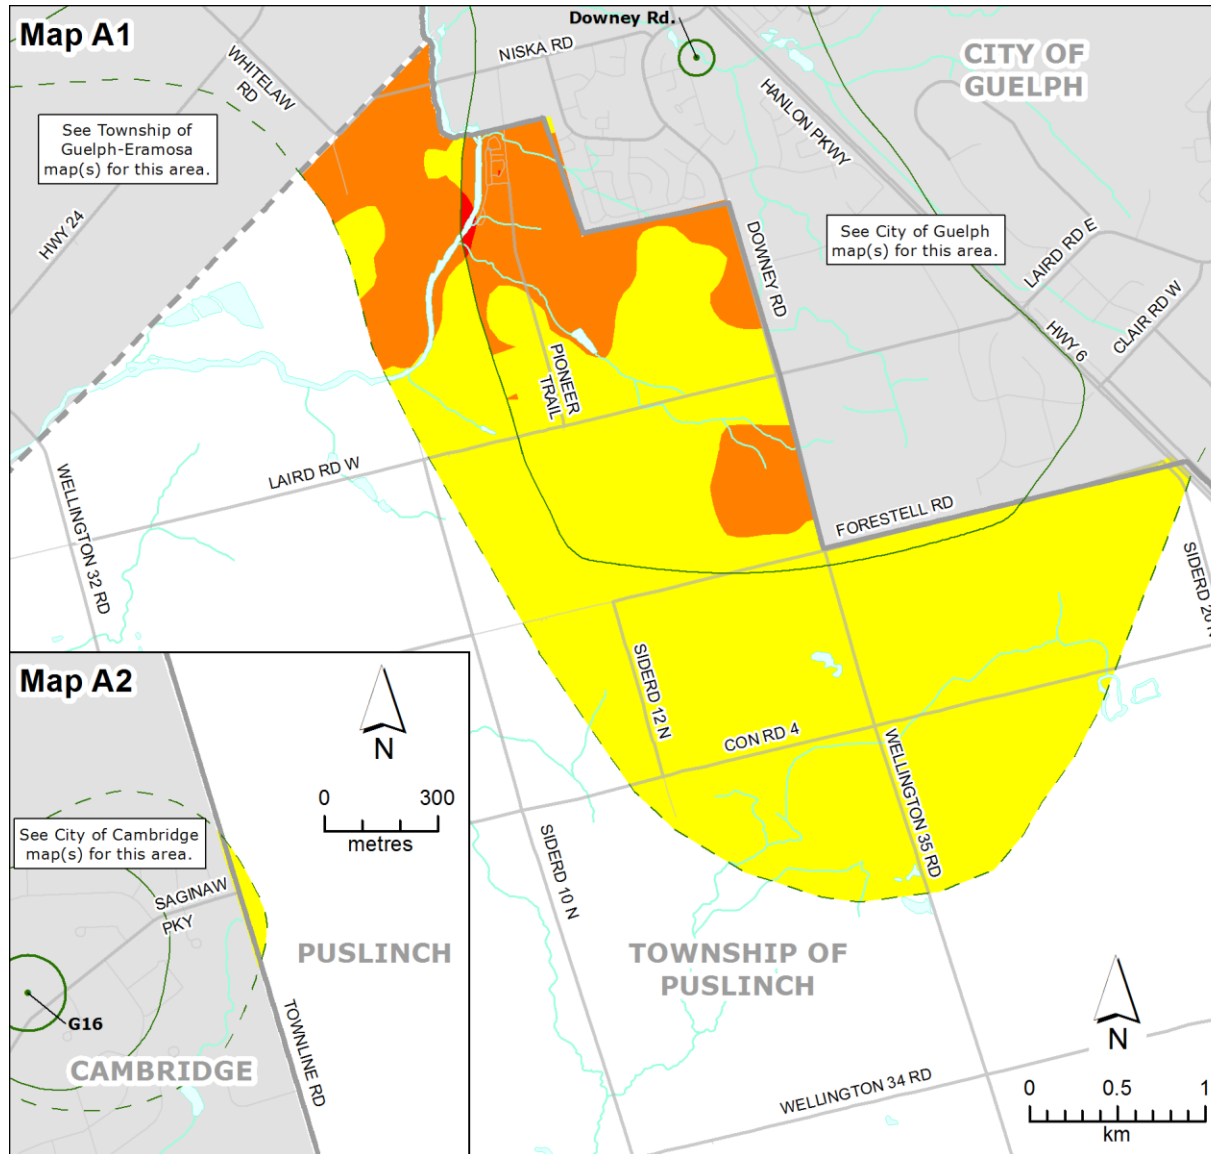 Map A1
Downey Rd.
NISKA RD
CITY OF
GUELPH
WHITELAW
RD
HANLON PKWY
See Township of
Guelph-Eramosa
map(s) for this area.
HWY 24
See City of Guelph
map(s) for this area.
DOWNEY RD
LAIRD RD E
CLAIR RD W
HWY 6
PIONEER
TRAIL
LAIRD RD W
WELLINGTON 32 RD
FORESTELL RD
SIDERD 20 N
SIDERD 12 N
CON RD 4
WELLINGTON 35 RD
SIDERD 10 N
TOWNSHIP OF
PUSLINCH
WELLINGTON 34 RD
N
0 0.5 1
km
Map A2
N
0 300
metres
See City of Cambridge
map(s) for this area.
SAGINAW
PKY
PUSLINCH
G16
CAMBRIDGE
TOWNLINE RD